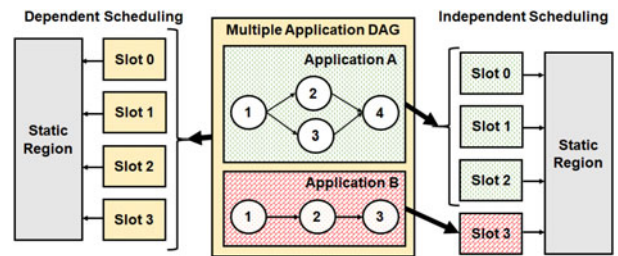 Dependent Scheduling
Static
Region
Slot 0
Slot 1
Slot 2
Slot 3
Multiple Application DAG
Application A
1
2
3
4
Application B
1
2
3
Independent Scheduling
Slot 0
Slot 1
Slot 2
Slot 3
Static
Region